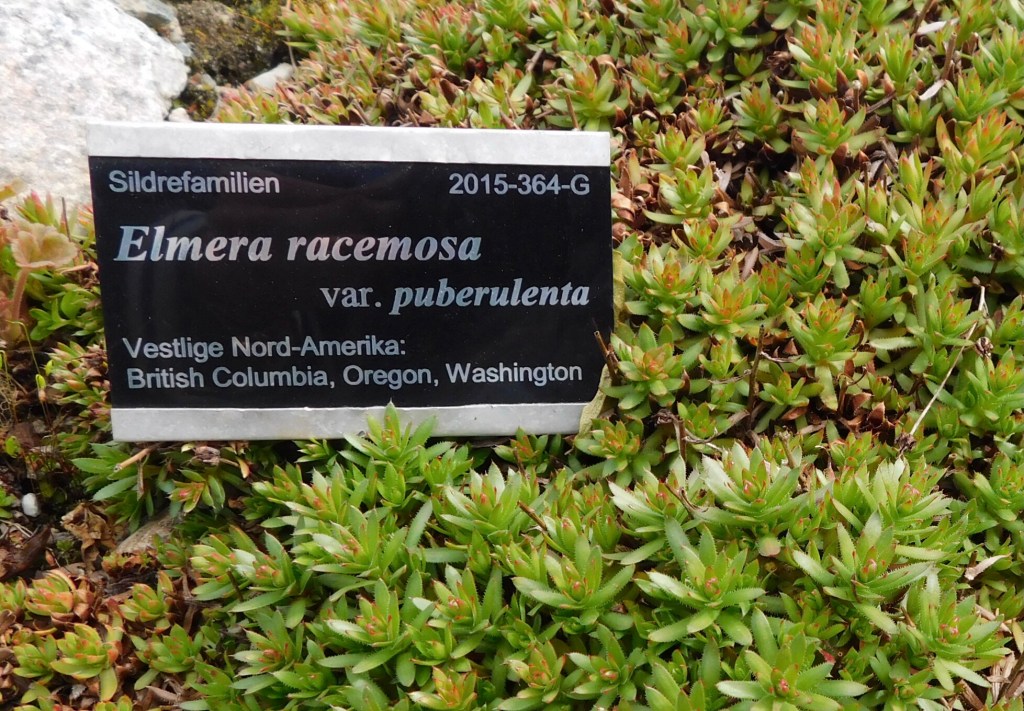 Sildrefamilien 2015-364-G
Elmera racemosa
var. puberulenta
Vestlige Nord-Amerika:
British Columbia, Oregon, Washington